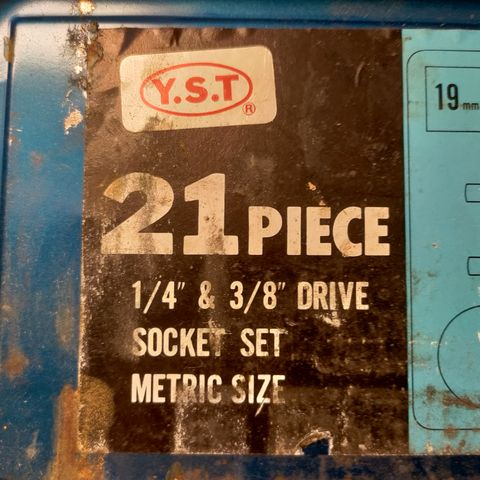 Y.S.T ®
21 PIECE
1/4" & 3/8" DRIVE
SOCKET SET
METRIC SIZE
19mm